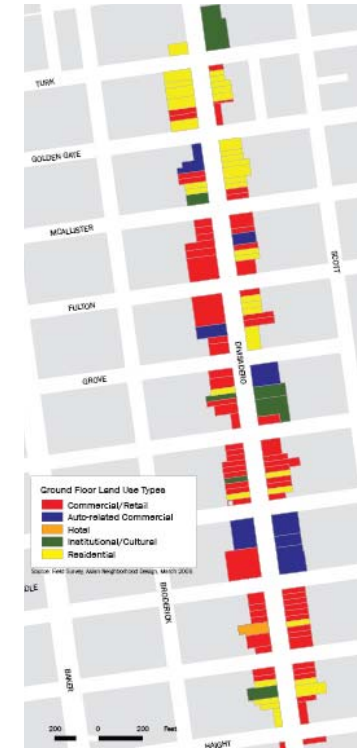 TURK
GOLDEN GATE
MCALLISTER
SCOTT
FULTON
DIVISADERO
GROVE
Ground Floor Land Use Types
Commercial/Retail
Auto-related Commercial
Hotel
Institutional/Cultural
Residential
Source: Field Survey, Asian Neighborhood Design, March 2003
DLE
BRODERICK
BAKER
200 0 200 Feet
HAIGHT